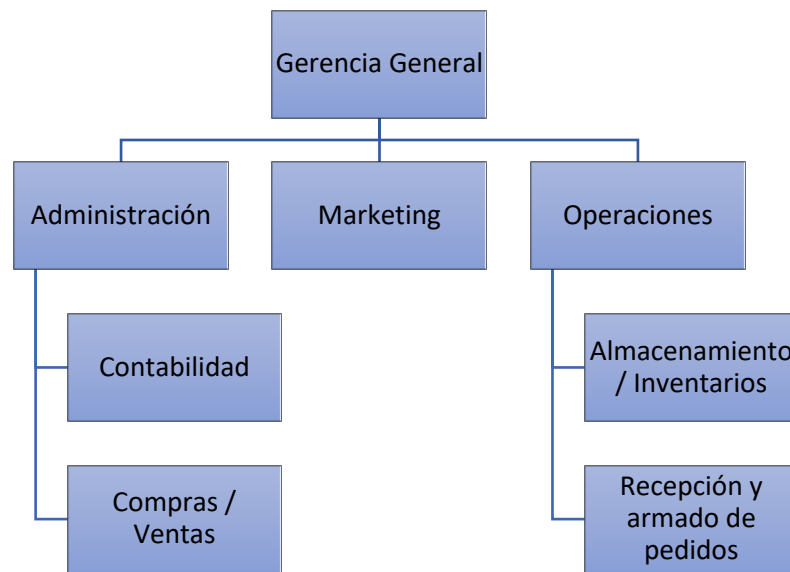 Gerencia General
Administración
Marketing
Operaciones
Contabilidad
Almacenamiento
/ Inventarios
Compras /
Ventas
Recepción y
armado de
pedidos